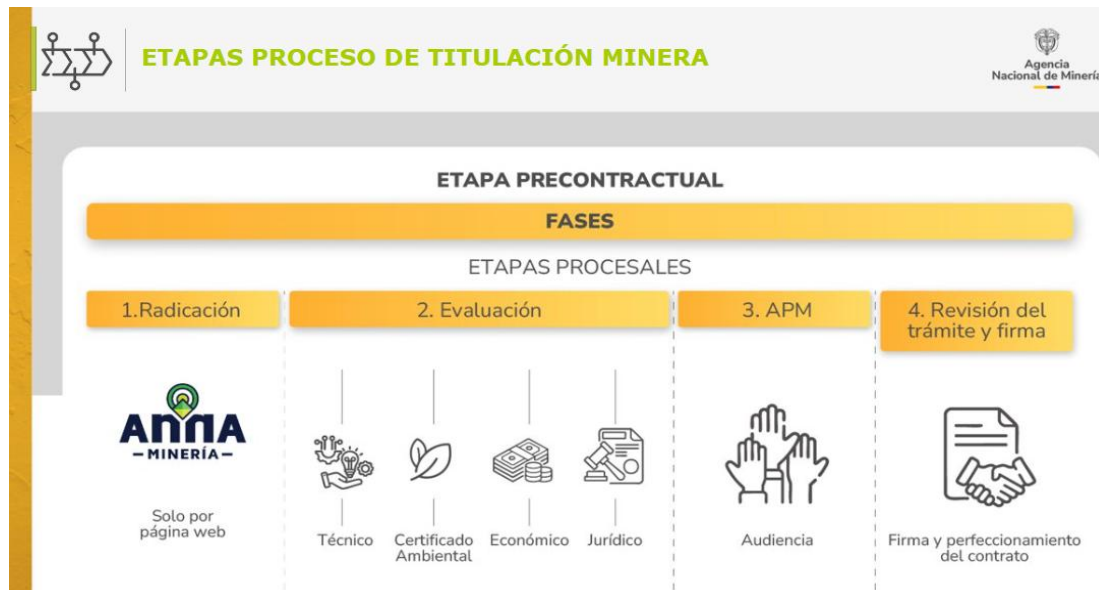 ETAPAS PROCESO DE TITULACIÓN MINERA
Agencia
Nacional de Minería
ETAPA PRECONTRACTUAL
FASES
ETAPAS PROCESALES
1.Radicación
2. Evaluación
3. APM
4. Revisión del
trámite y firma
ANNA
–MINERÍA–
Solo por
página web
Técnico
Certificado
Ambiental
Económico
Jurídico
Audiencia
Firma y perfeccionamiento
del contrato